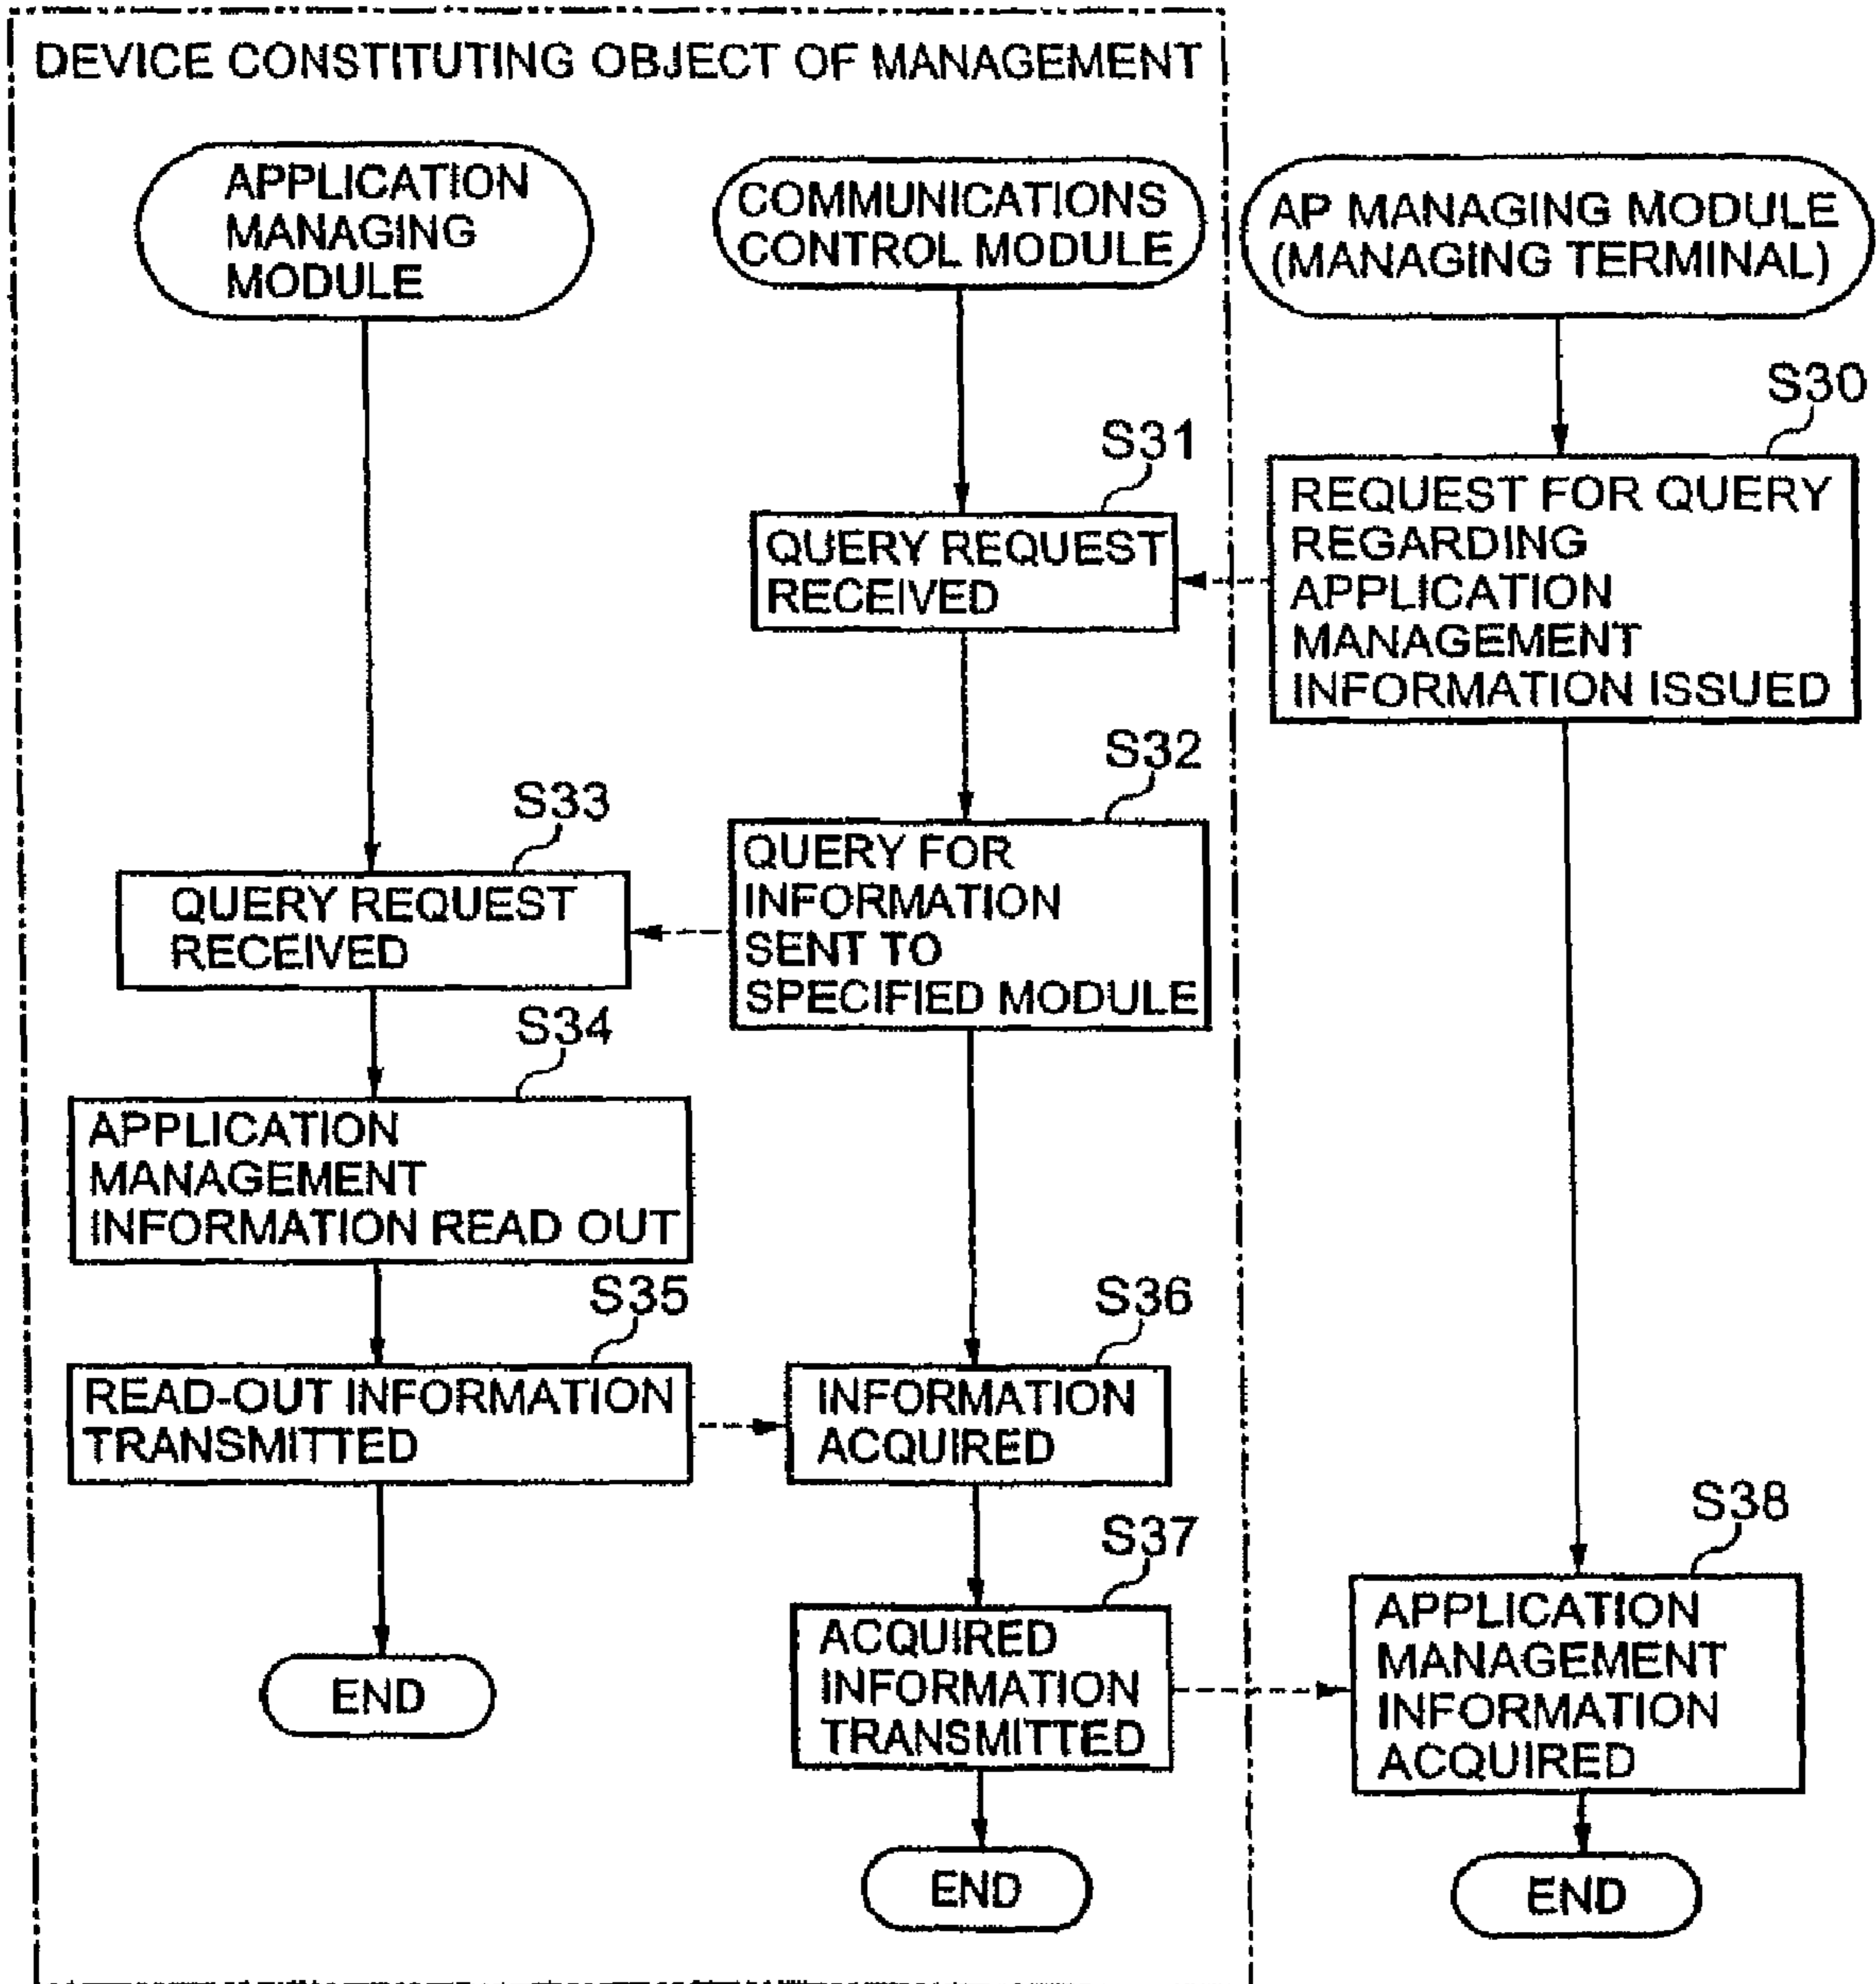 DEVICE CONSTITUTING OBJECT OF MANAGEMENT
APPLICATION
MANAGING
MODULE
COMMUNICATIONS
CONTROL MODULE
AP MANAGING MODULE
(MANAGING TERMINAL)
S30
REQUEST FOR QUERY
REGARDING
APPLICATION
MANAGEMENT
INFORMATION ISSUED
S31
QUERY REQUEST
RECEIVED
S32
QUERY FOR
INFORMATION
SENT TO
SPECIFIED MODULE
S33
QUERY REQUEST
RECEIVED
S34
APPLICATION
MANAGEMENT
INFORMATION READ OUT
S35
READ-OUT INFORMATION
TRANSMITTED
S36
INFORMATION
ACQUIRED
S37
ACQUIRED
INFORMATION
TRANSMITTED
S38
APPLICATION
MANAGEMENT
INFORMATION
ACQUIRED
END
END
END